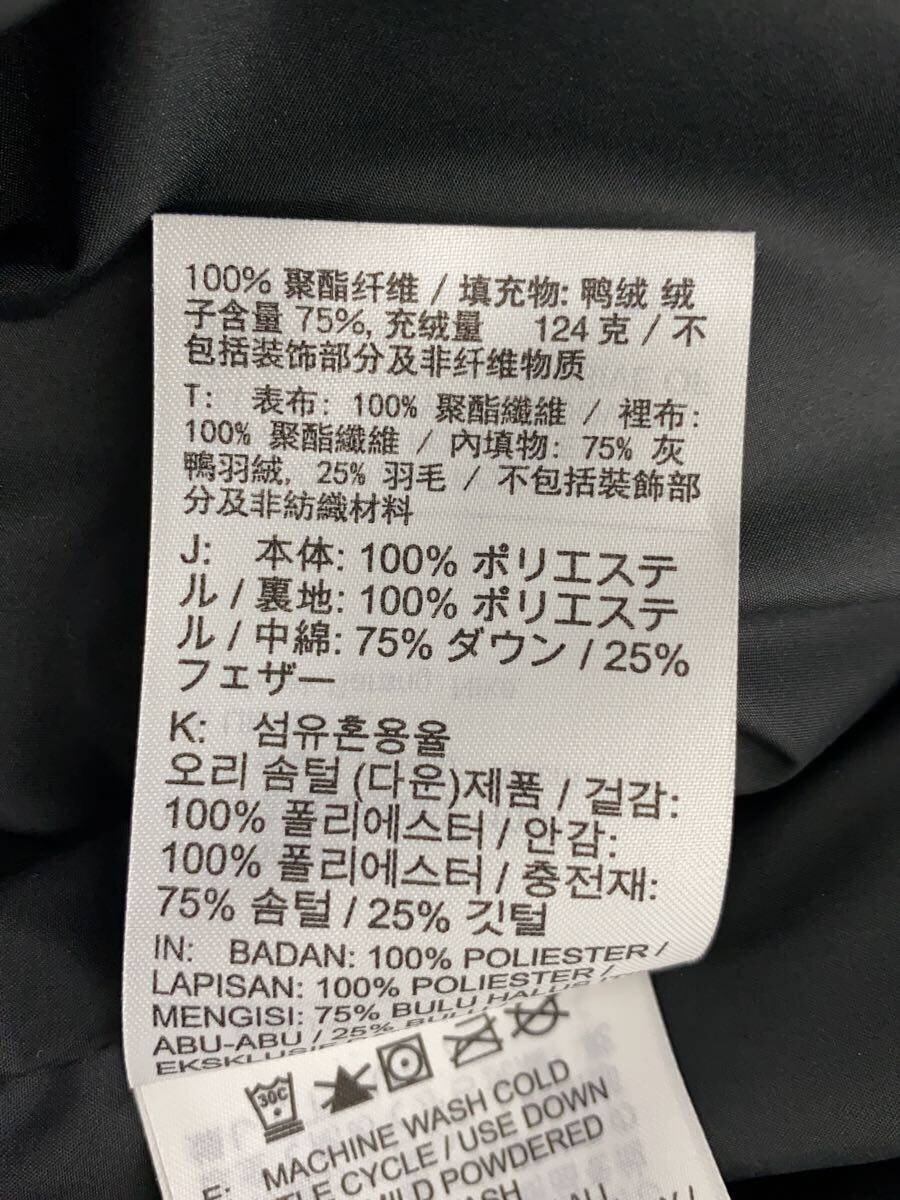 100% 聚酯纤维 / 填充物: 鸭绒 绒
子含量 75%, 充绒量 124 克 / 不
包括装饰部分及非纤维物质
T: 表布: 100% 聚酯纖維 / 裡布:
100% 聚酯纖維 / 內填物: 75% 灰
鴨羽絨, 25% 羽毛 / 不包括裝飾部
分及非紡織材料
J: 本体: 100% ポリエステ
ル / 裏地: 100% ポリエステ
ル / 中綿: 75% ダウン / 25%
フェザー
K: 섬유혼용율
오리 솜털 (다운)제품 / 겉감:
100% 폴리에스터 / 안감:
100% 폴리에스터 / 충전재:
75% 솜털 / 25% 깃털
IN: BADAN: 100% POLIESTER /
LAPISAN: 100% POLIESTER /
MENGISI: 75% BULU HALUS
ABU-ABU / 25%
30C
E: MACHINE WASH COLD
CYCLE / USE DOWN
POWDERED